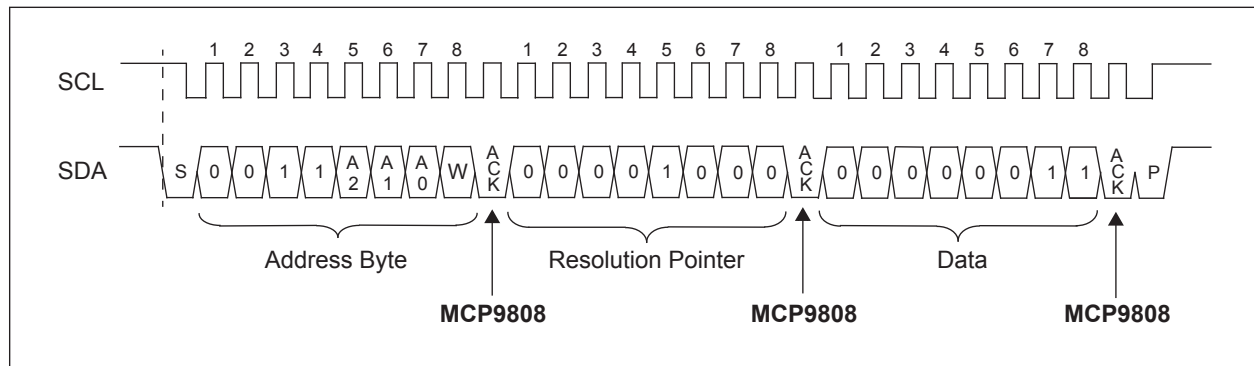 1 2 3 4 5 6 7 8 1 2 3 4 5 6 7 8 1 2 3 4 5 6 7 8
SCL
SDA S 0 0 1 1 A2 A1 A0 W ACK 0 0 0 0 1 0 0 0 ACK 0 0 0 0 0 0 1 1 ACK P
Address Byte Resolution Pointer Data
MCP9808 MCP9808 MCP9808